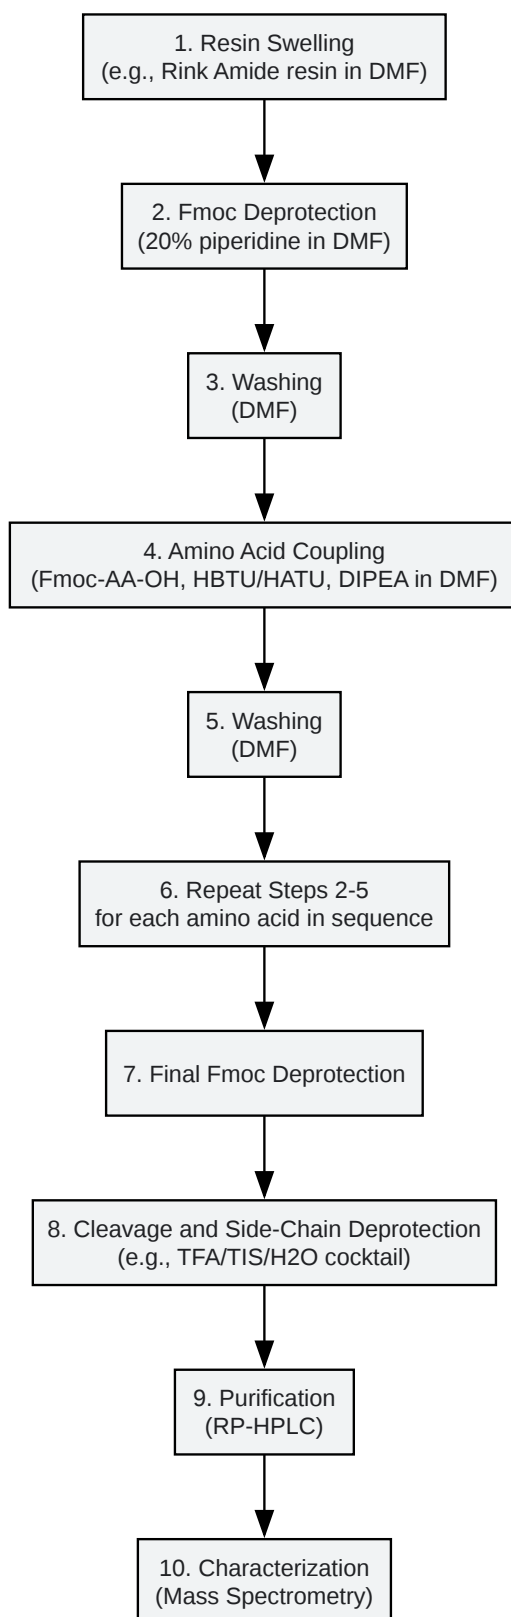 1. Resin Swelling
(e.g., Rink Amide resin in DMF)
2. Fmoc Deprotection
(20% piperidine in DMF)
3. Washing
(DMF)
4. Amino Acid Coupling
(Fmoc-AA-OH, HBTU/HATU, DIPEA in DMF)
5. Washing
(DMF)
6. Repeat Steps 2-5
for each amino acid in sequence
7. Final Fmoc Deprotection
8. Cleavage and Side-Chain Deprotection
(e.g., TFA/TIS/H2O cocktail)
9. Purification
(RP-HPLC)
10. Characterization
(Mass Spectrometry)